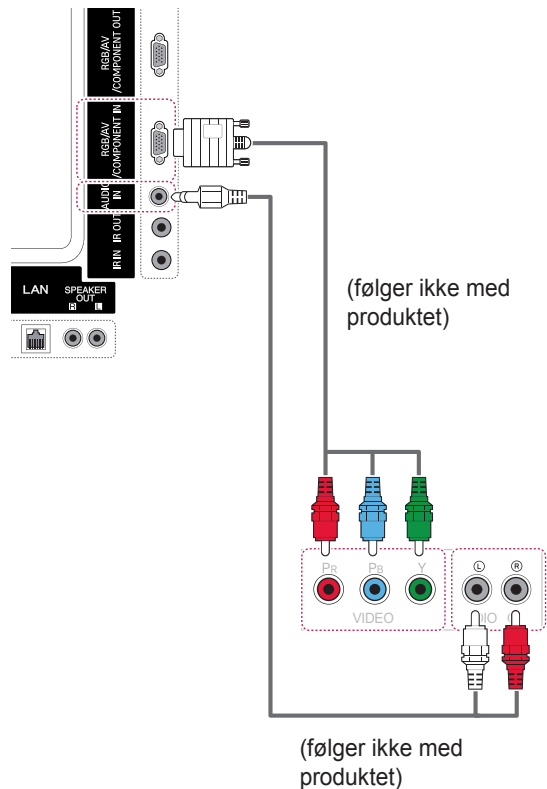 RGB/AV
/COMPONENT OUT
RGB/AV
/COMPONENT IN
AUDIO
IN
IR OUT
IR IN
LAN
SPEAKER
OUT
R L
(følger ikke med
produktet)
PR PB Y
VIDEO
L R
(følger ikke med
produktet)